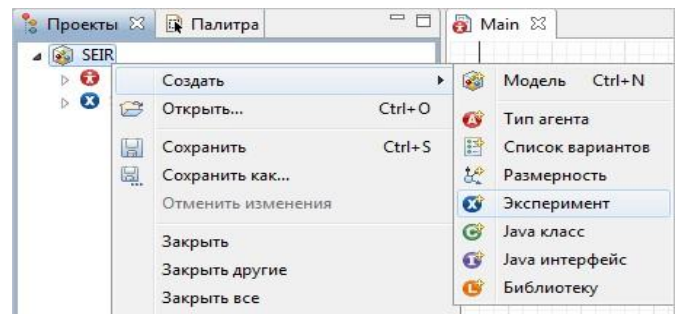 Проекты Палитра Main
SEIR
Создать Модель Ctrl+N
Открыть... Ctrl+O Тип агента
Сохранить Ctrl+S Список вариантов
Сохранить как... Размерность
Отменить изменения Эксперимент
Java класс
Закрыть Java интерфейс
Закрыть другие Библиотеку
Закрыть все